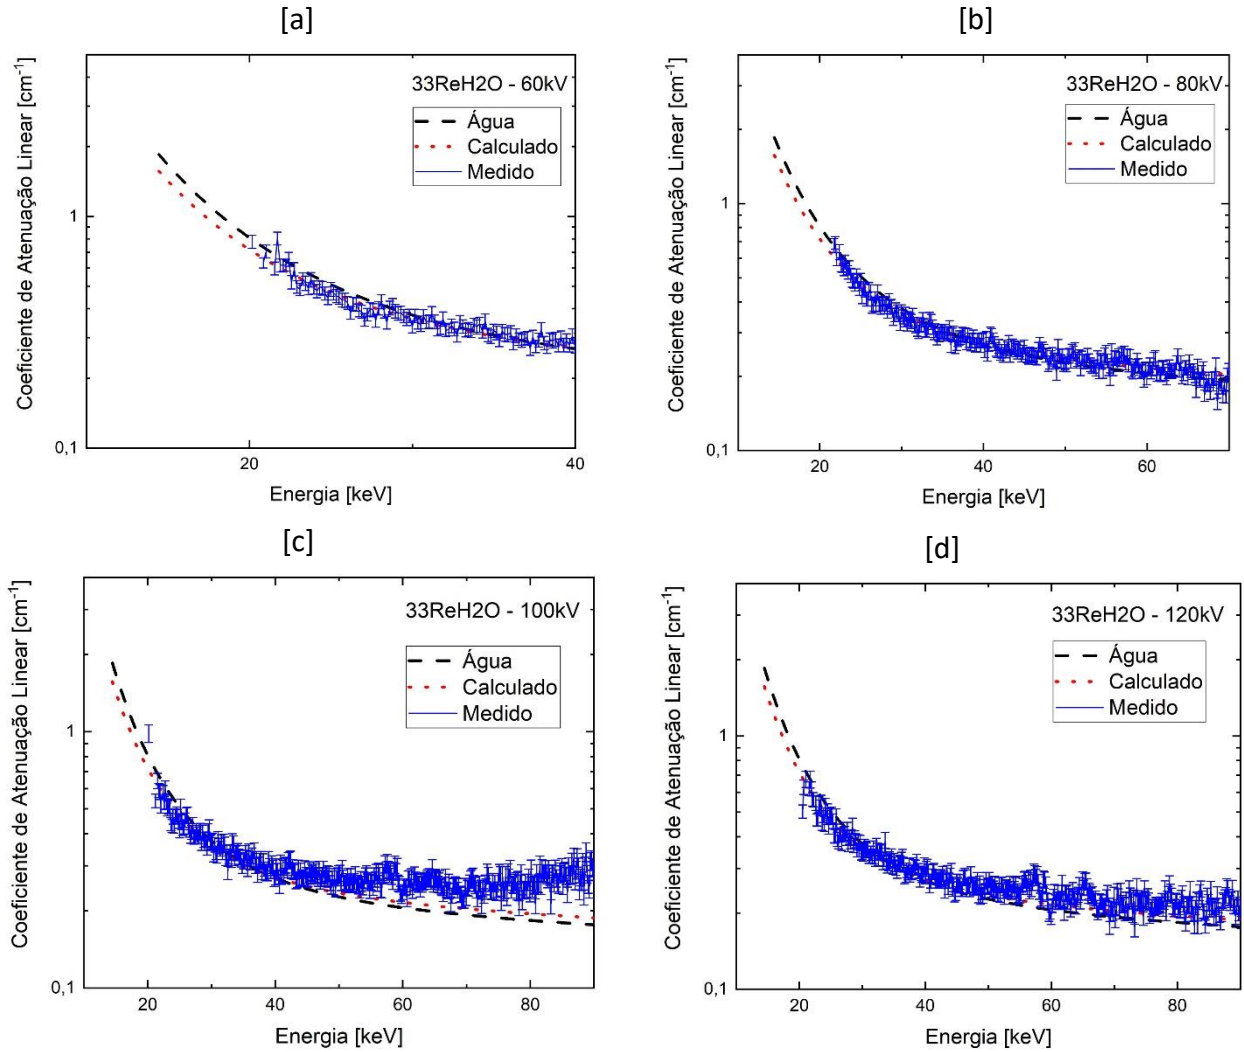 [a]
33ReH2O - 60kV
Água
Calculado
Medido
Coeficiente de Atenuação Linear [cm⁻¹]
1
0,1
20
40
Energia [keV]
[b]
33ReH2O - 80kV
Água
Calculado
Medido
Coeficiente de Atenuação Linear [cm⁻¹]
1
0,1
20
40
60
Energia [keV]
[c]
33ReH2O - 100kV
Água
Calculado
Medido
Coeficiente de Atenuação Linear [cm⁻¹]
1
0,1
20
40
60
80
Energia [keV]
[d]
33ReH2O - 120kV
Água
Calculado
Medido
Coeficiente de Atenuação Linear [cm⁻¹]
1
0,1
20
40
60
80
Energia [keV]